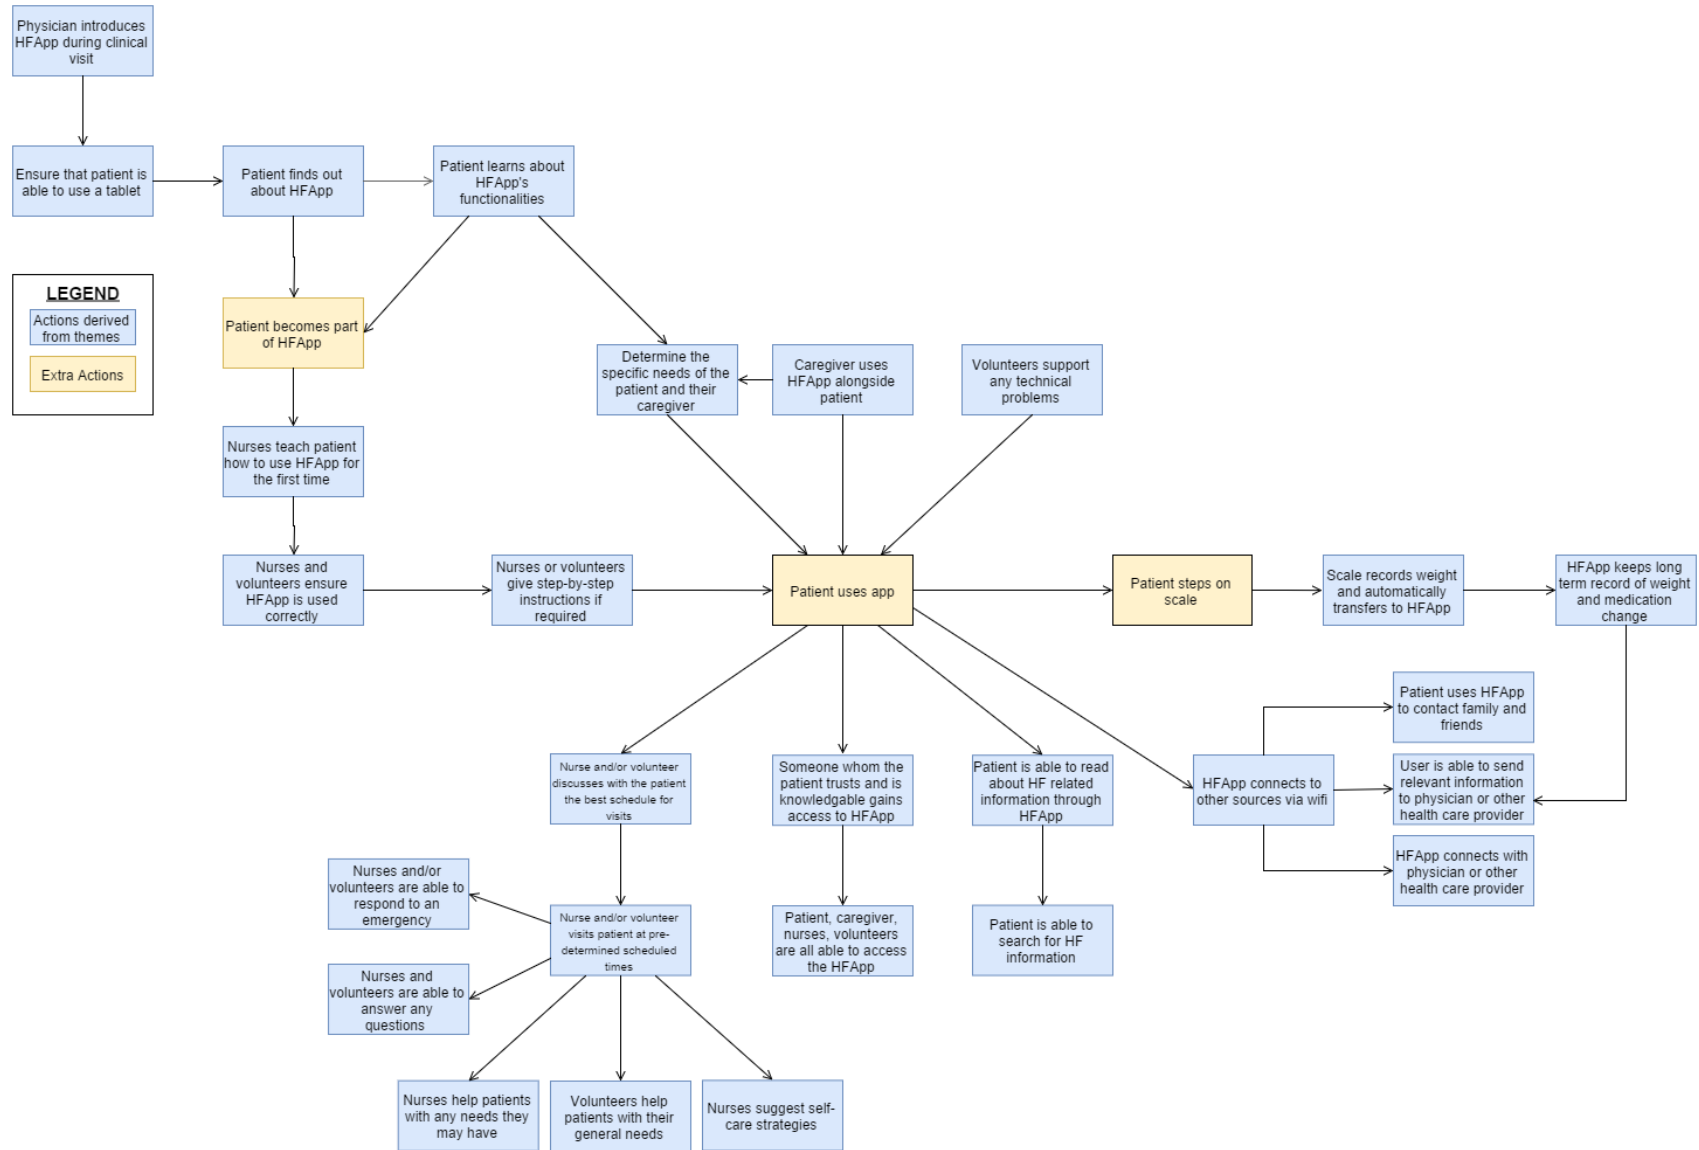 Physician introduces
HFApp during clinical
visit
Ensure that patient is
able to use a tablet
Patient finds out
about HFApp
Patient learns about
HFApp's
functionalities
LEGEND
Actions derived
from themes
Extra Actions
Patient becomes part
of HFApp
Determine the
specific needs of the
patient and their
caregiver
Caregiver uses
HFApp alongside
patient
Volunteers support
any technical
problems
Nurses teach patient
how to use HFApp for
the first time
Nurses and
volunteers ensure
HFApp is used
correctly
Nurses or volunteers
give step-by-step
instructions if
required
Patient uses app
Patient steps on
scale
Scale records weight
and automatically
transfers to HFApp
HFApp keeps long
term record of weight
and medication
change
Patient uses HFApp
to contact family and
friends
Nurse and/or volunteer
discusses with the patient
the best schedule for
visits
Someone whom the
patient trusts and is
knowledgable gains
access to HFApp
Patient is able to read
about HF related
information through
HFApp
HFApp connects to
other sources via wifi
User is able to send
relevant information
to physician or other
health care provider
HFApp connects with
physician or other
health care provider
Nurses and/or
volunteers are able to
respond to an
emergency
Nurse and/or volunteer
visits patient at pre-
determined scheduled
times
Patient, caregiver,
nurses, volunteers
are all able to access
the HFApp
Patient is able to
search for HF
information
Nurses and
volunteers are able to
answer any
questions
Nurses help patients
with any needs they
may have
Volunteers help
patients with their
general needs
Nurses suggest self-
care strategies